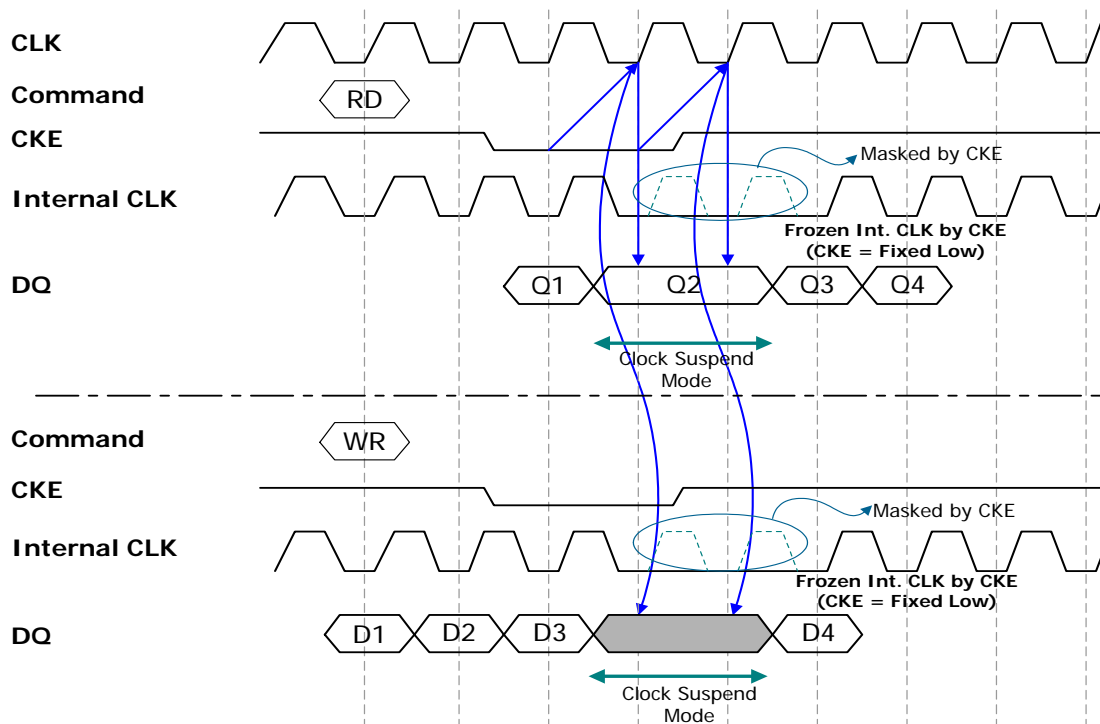 CLK
Command
RD
CKE
Masked by CKE
Internal CLK
Frozen Int. CLK by CKE
(CKE = Fixed Low)
DQ
Q1
Q2
Q3
Q4
Clock Suspend
Mode
Command
WR
CKE
Masked by CKE
Internal CLK
Frozen Int. CLK by CKE
(CKE = Fixed Low)
DQ
D1
D2
D3
D4
Clock Suspend
Mode